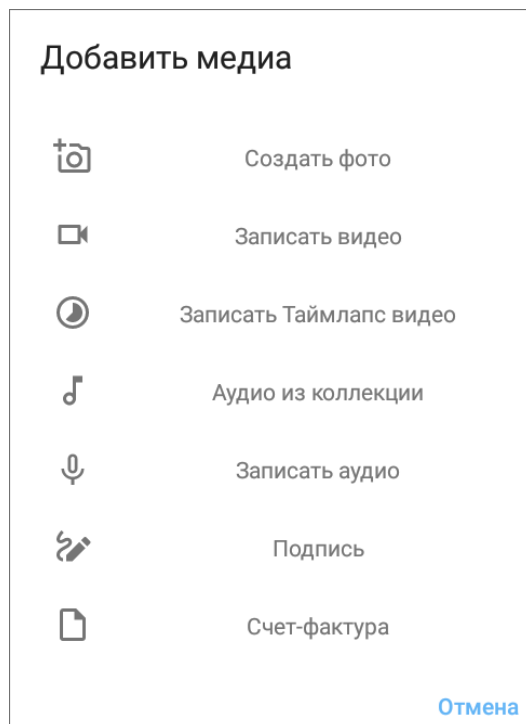 Добавить медиа
Создать фото
Записать видео
Записать Таймлапс видео
Аудио из коллекции
Записать аудио
Подпись
Счет-фактура
Отмена